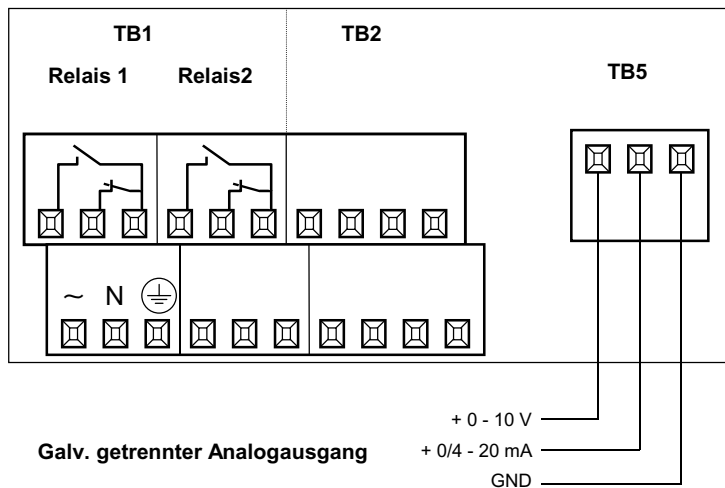 TB1 TB2
TB5
Relais 1 Relais2
~ N
+ 0 - 10 V
Galv. getrennter Analogausgang + 0/4 - 20 mA
GND